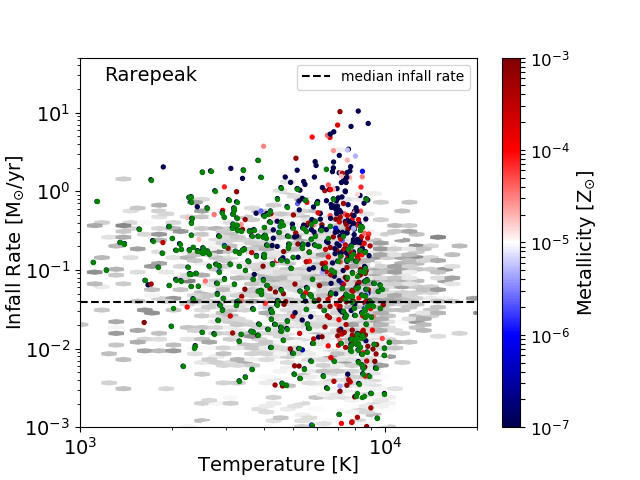 Rarepeak
median infall rate
Infall Rate [M⊙/yr]
10¹
10⁰
10⁻¹
10⁻²
10⁻³
10³
10⁴
Temperature [K]
10⁻³
10⁻⁴
10⁻⁵
10⁻⁶
10⁻⁷
Metallicity [Z⊙]